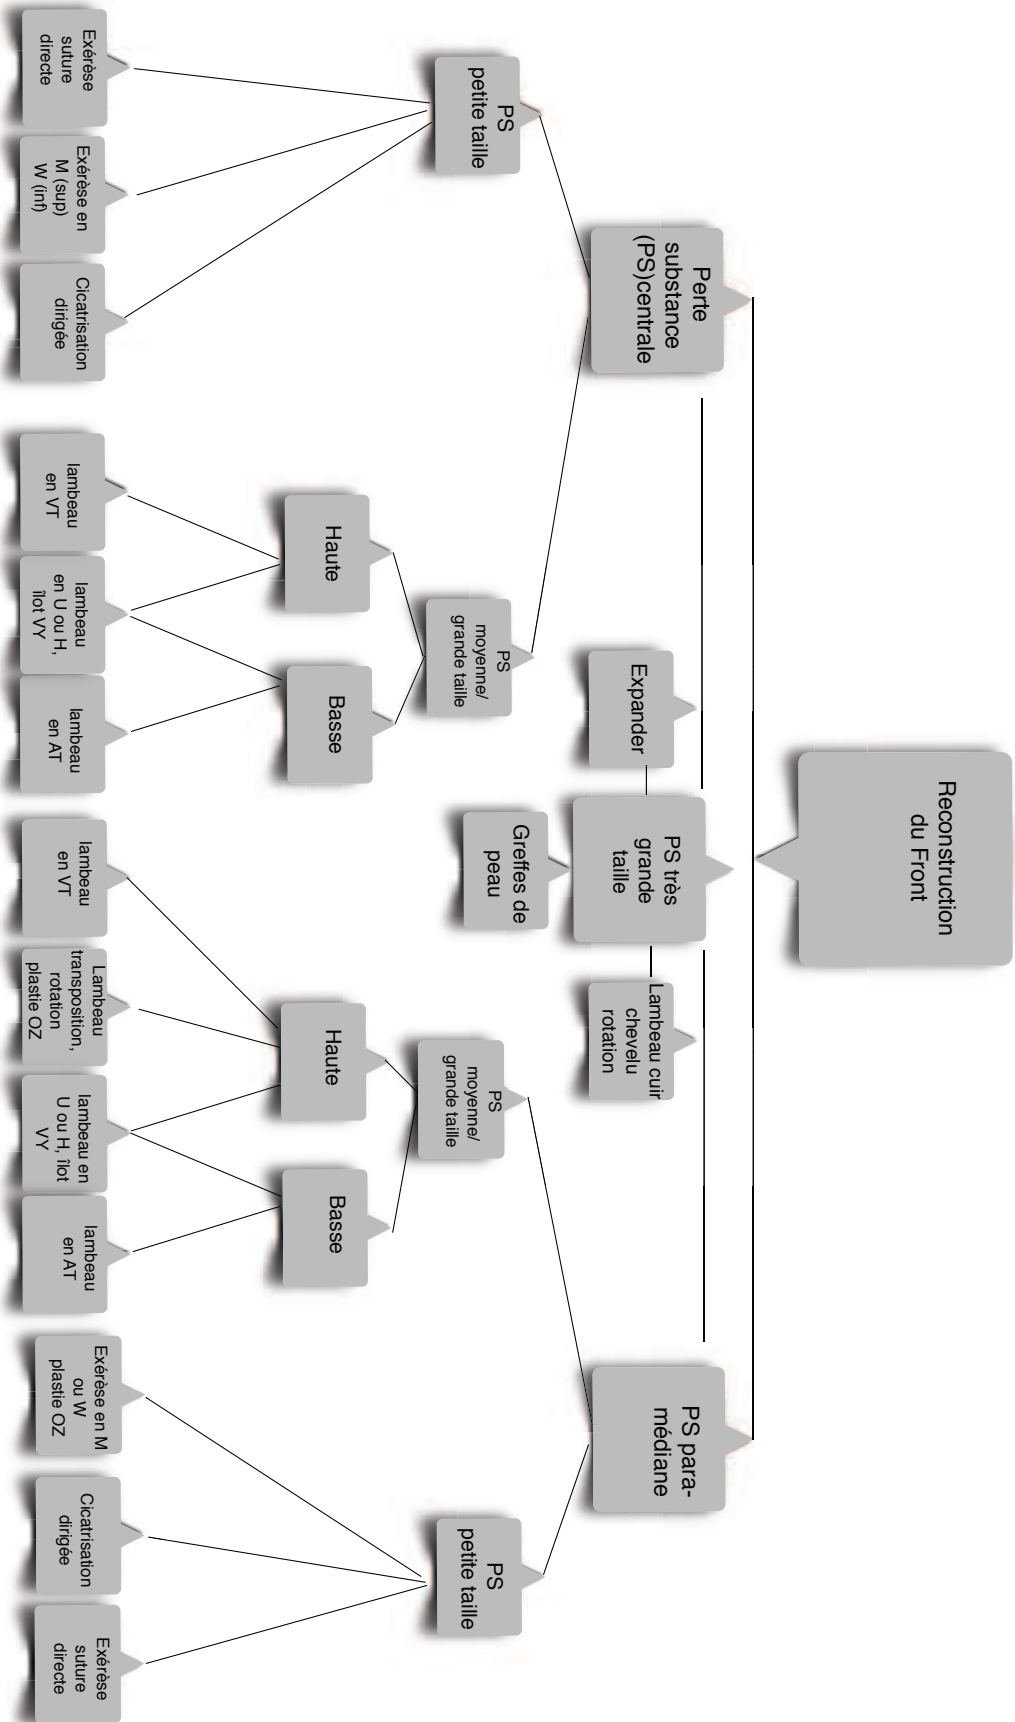 Reconstruction
du Front
Perte
substance
(PS)centrale
PS très
grande
taille
PS para-
médiane
Expander
Greffes de
peau
Lambeau cuir
chevelu
rotation
PS
petite taille
PS
moyenne/
grande taille
PS
moyenne/
grande taille
PS
petite taille
Haute
Basse
Haute
Basse
Exérèse
suture
directe
Exérèse en
M (sup)
W (inf)
Cicatrisation
dirigée
lambeau
en VT
lambeau
en U ou H,
îlot VY
lambeau
en AT
lambeau
en VT
Lambeau
transposition,
rotation
plastie OZ
lambeau en
U ou H, îlot
VY
lambeau
en AT
Exérèse en M
ou W
plastie OZ
Cicatrisation
dirigée
Exérèse
suture
directe